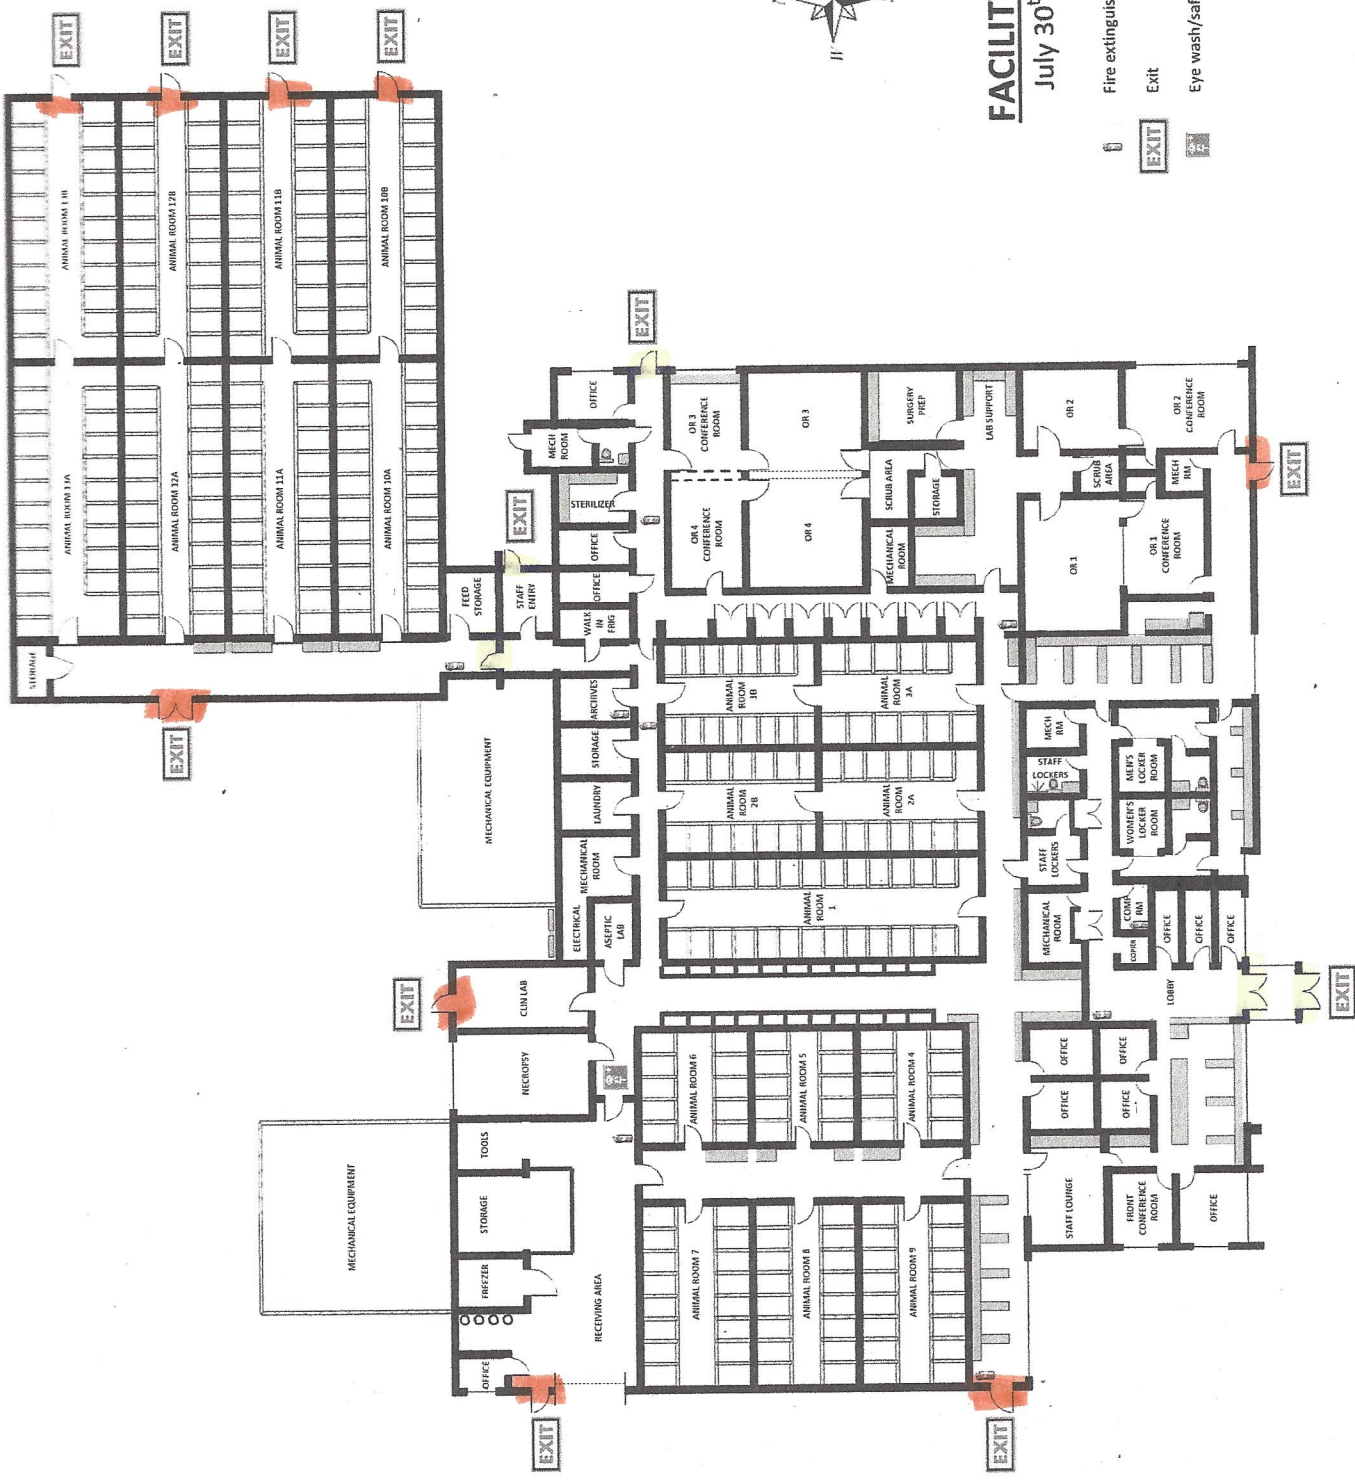 EXIT
EXIT
EXIT
EXIT
ANIMAL ROOM 12B
ANIMAL ROOM 11B
ANIMAL ROOM 10B
STORAGE
ANIMAL ROOM 13A
ANIMAL ROOM 12A
ANIMAL ROOM 11A
ANIMAL ROOM 10A
EXIT
FEED
STORAGE
STAFF
ENTRY
EXIT
MECHANICAL EQUIPMENT
W
FACILIT
July 30t
Fire extinguis
EXIT
Exit
Eye wash/saf
EXIT
OFFICE
MECH
ROOM
STERILIZER
OFFICE
OFFICE
WALK
IN
FRIG
ARCHIVES
STORAGE
LAUNDRY
MECHANICAL
ROOM
ELECTRICAL
ASEPTIC
LAB
OR 3
CONFERENCE
ROOM
OR 4
CONFERENCE
ROOM
OR 3
OR 4
SURGERY
PREP
SCRUB AREA
STORAGE
MECHANICAL
ROOM
LAB SUPPORT
OR 2
SCRUB
AREA
OR 1
OR 2
CONFERENCE
ROOM
MECH
RM
OR 1
CONFERENCE
ROOM
EXIT
ANIMAL
ROOM
3B
ANIMAL
ROOM
3A
ANIMAL
ROOM
2B
ANIMAL
ROOM
2A
ANIMAL
ROOM
1
MECH
RM
STAFF
LOCKERS
STAFF
LOCKERS
MECHANICAL
ROOM
MEN'S
LOCKER
ROOM
WOMEN'S
LOCKER
ROOM
COMP
RM
COPIER
OFFICE
OFFICE
OFFICE
LOBBY
EXIT
EXIT
CLIN LAB
NECROPSY
TOOLS
STORAGE
FREEZER
OFFICE
MECHANICAL EQUIPMENT
RECEIVING AREA
ANIMAL ROOM 6
ANIMAL ROOM 5
ANIMAL ROOM 4
ANIMAL ROOM 7
ANIMAL ROOM 8
ANIMAL ROOM 9
OFFICE
OFFICE
OFFICE
OFFICE
STAFF LOUNGE
FRONT
CONFERENCE
ROOM
OFFICE
EXIT
EXIT